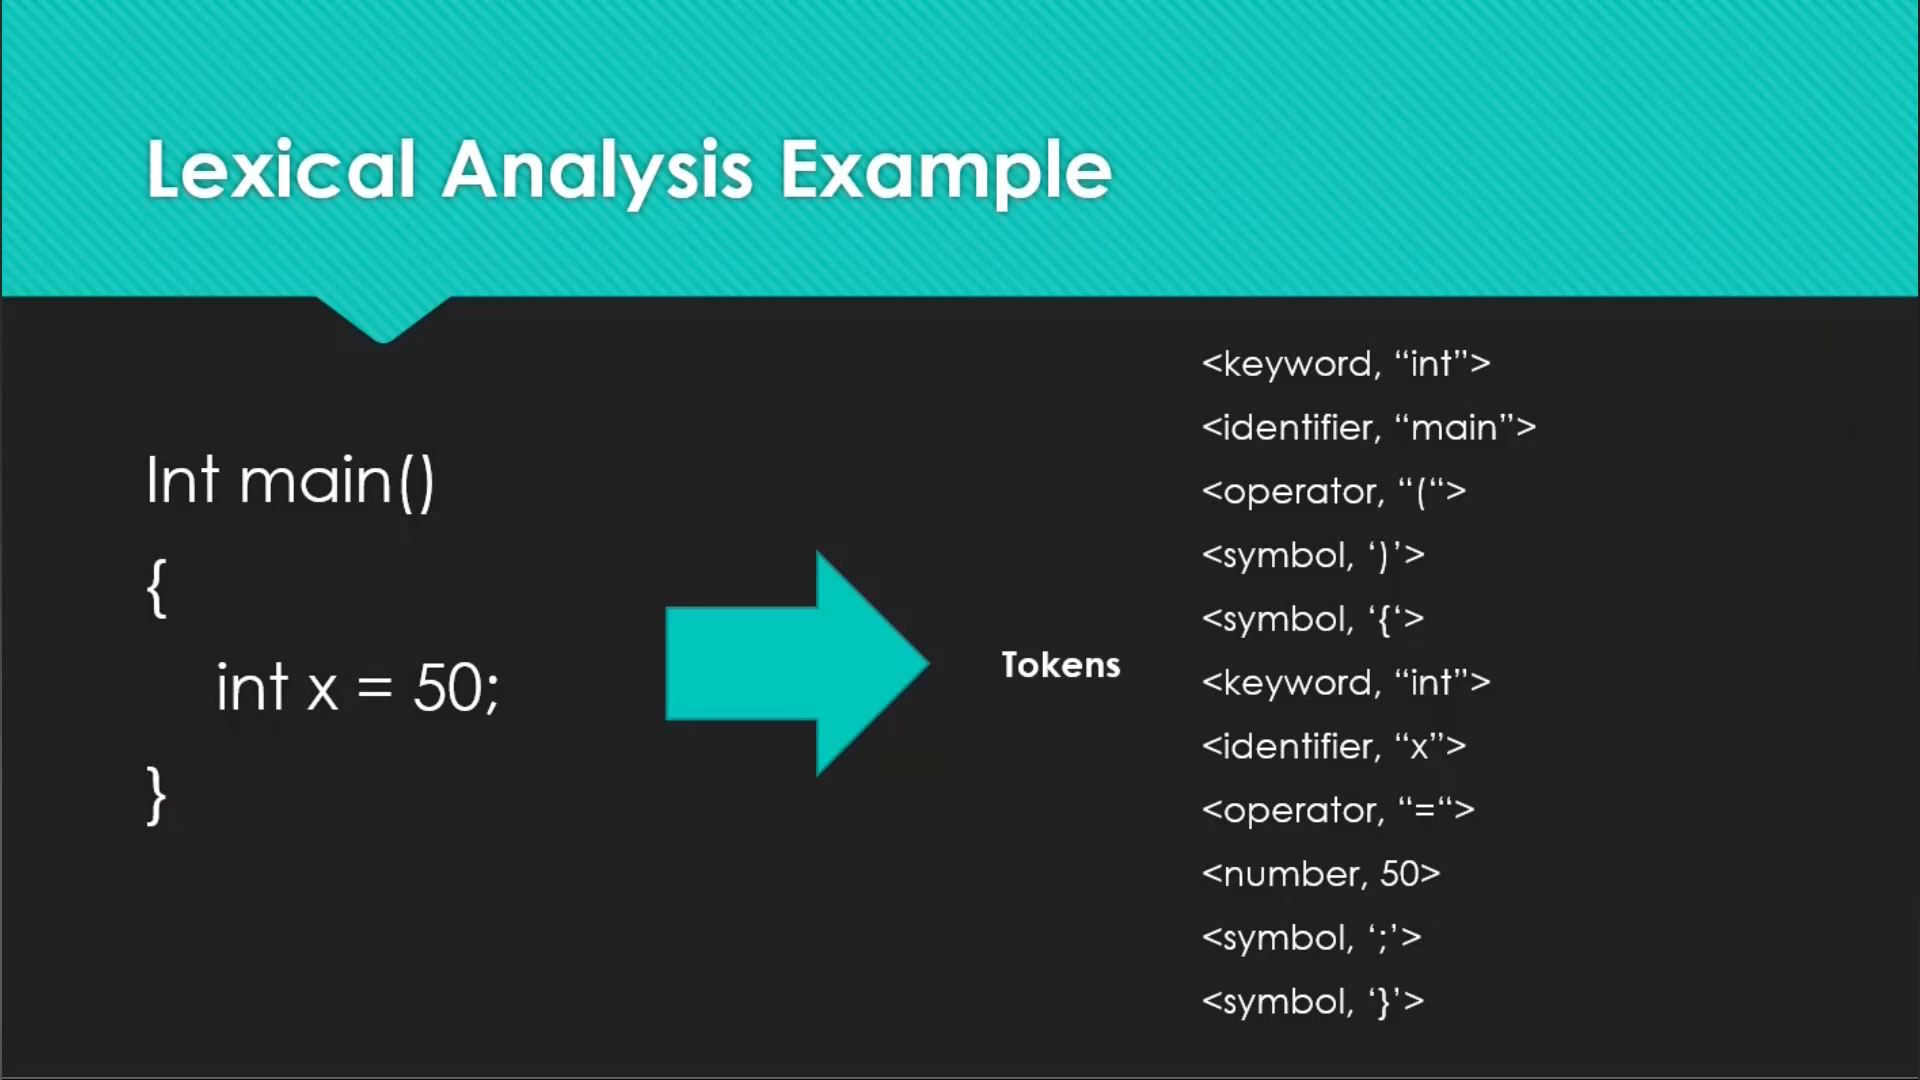 Lexical Analysis Example
Int main()
{
int x = 50;
}
Tokens
<keyword, “int”>
<identifier, “main”>
<operator, “(“>
<symbol, ‘)’>
<symbol, ‘{‘>
<keyword, “int”>
<identifier, “x”>
<operator, “=“>
<number, 50>
<symbol, ‘;’>
<symbol, ‘}’>